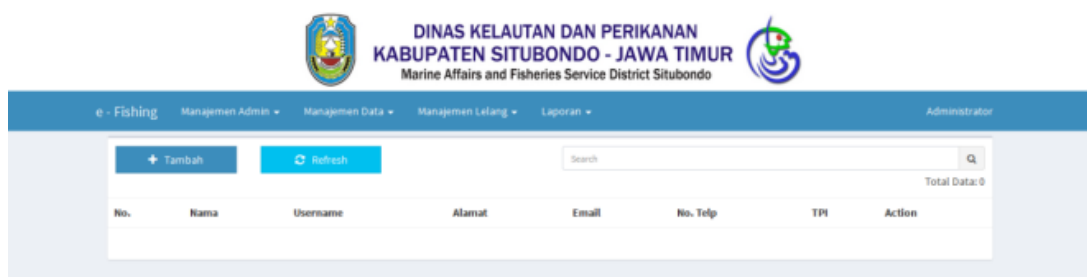 DINAS KELAUTAN DAN PERIKANAN
KABUPATEN SITUBONDO - JAWA TIMUR
Marine Affairs and Fisheries Service District Situbondo
e - Fishing Manajemen Admin Manajemen Data Manajemen Lelang Laporan Administrator
+ Tambah Refresh Search
Total Data: 0
No. Nama Username Alamat Email No. Telp TPI Action